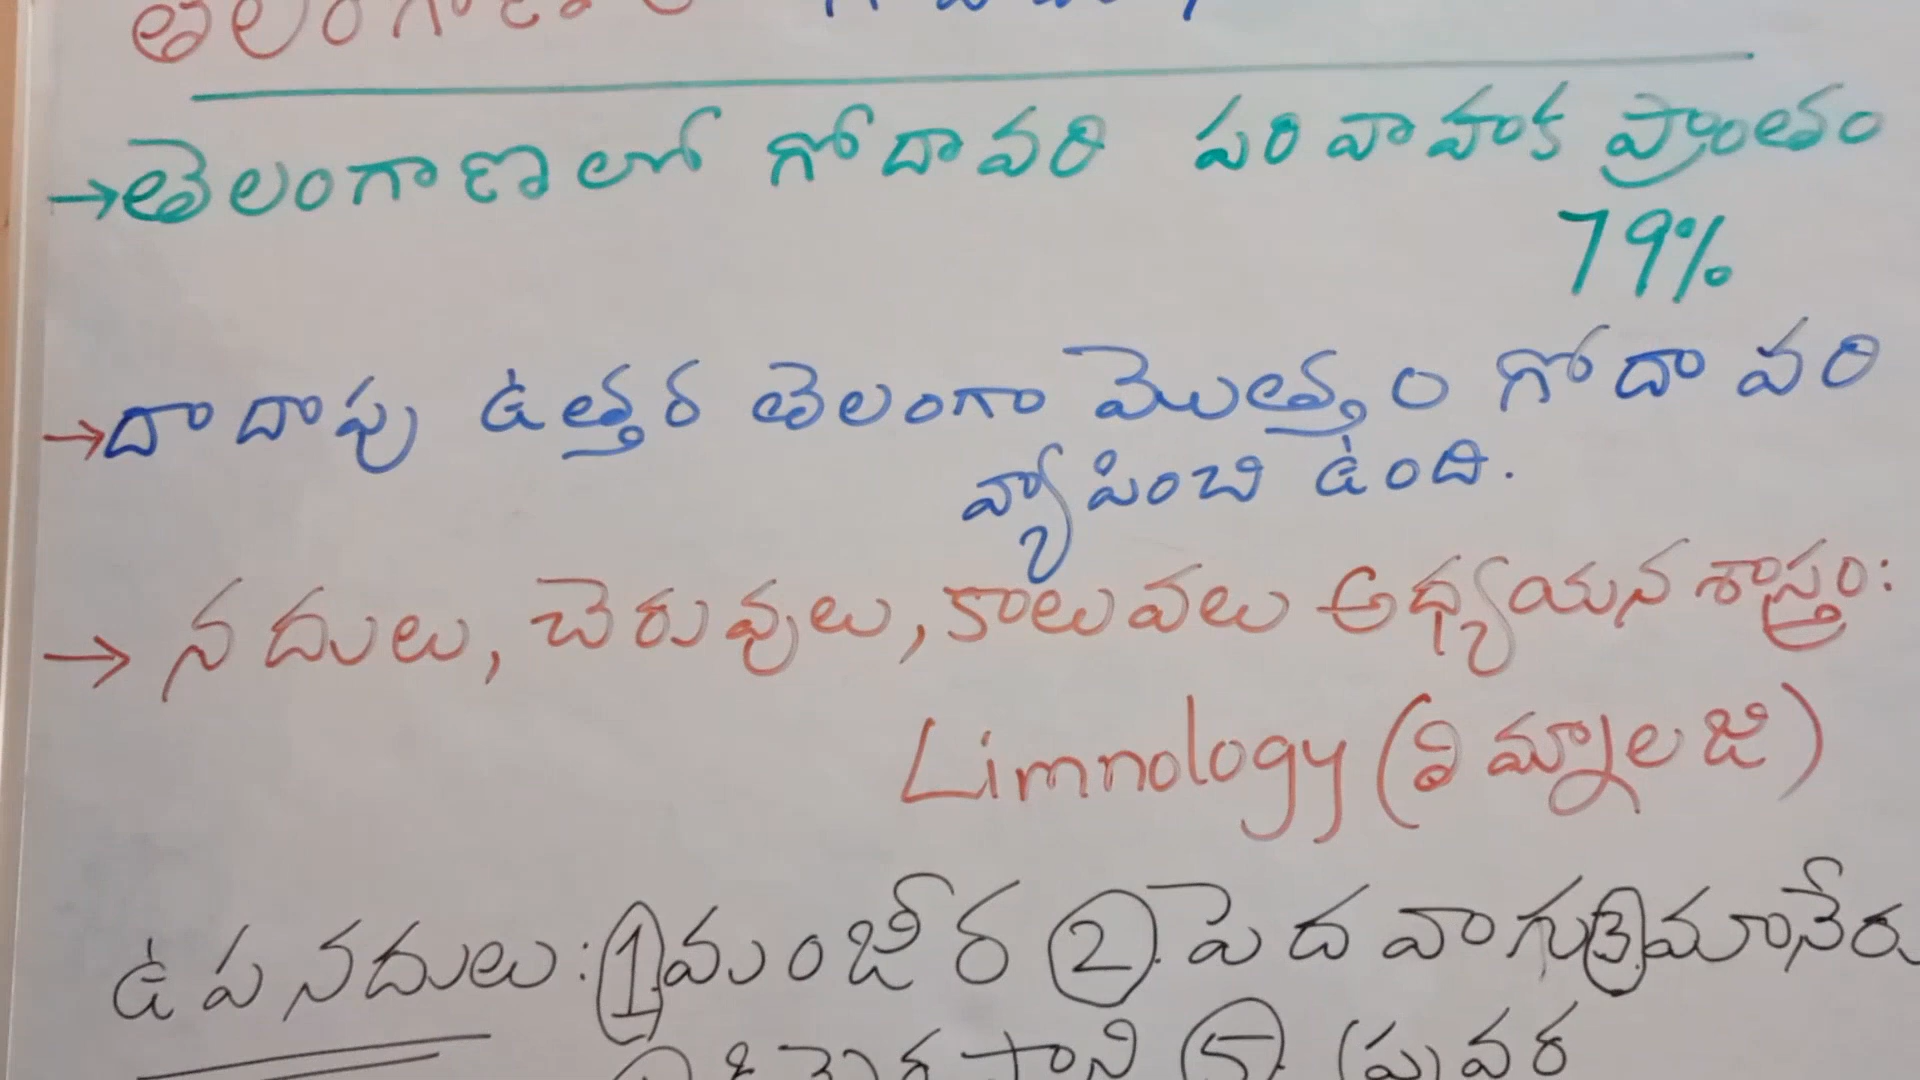 →తెలంగాణలో గోదావరి పరివాహక ప్రాంతం
79%
→దాదాపు ఉత్తర తెలంగా మొత్తం గోదావరి
వ్యాపించి ఉంది.
→ నదులు, చెరువులు, కాలువలు అధ్యయన శాస్త్రం:
Limnology (లిమ్నాలజి)
ఉపనదులు: 1 మంజీర 2 పెదవాగు 3 మానేరు
5 ప్రవర